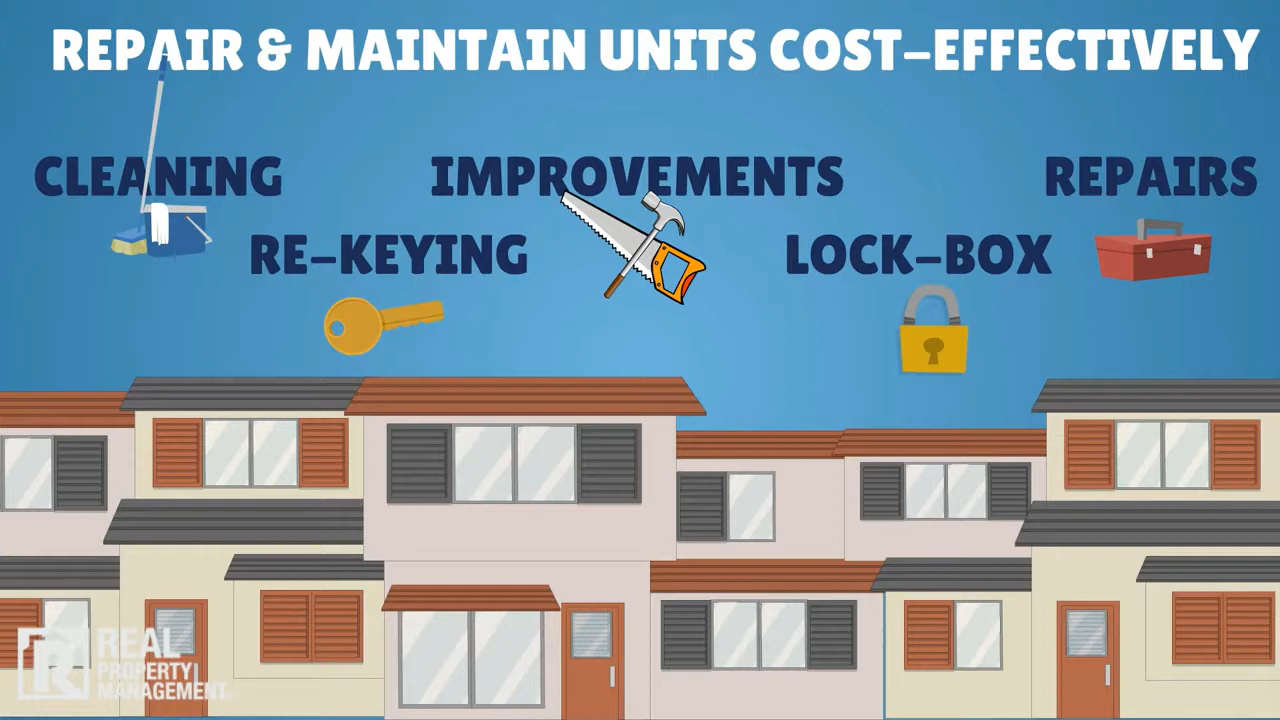 REPAIR & MAINTAIN UNITS COST-EFFECTIVELY
CLEANING
IMPROVEMENTS
REPAIRS
RE-KEYING
LOCK-BOX
REAL
PROPERTY
MANAGEMENT